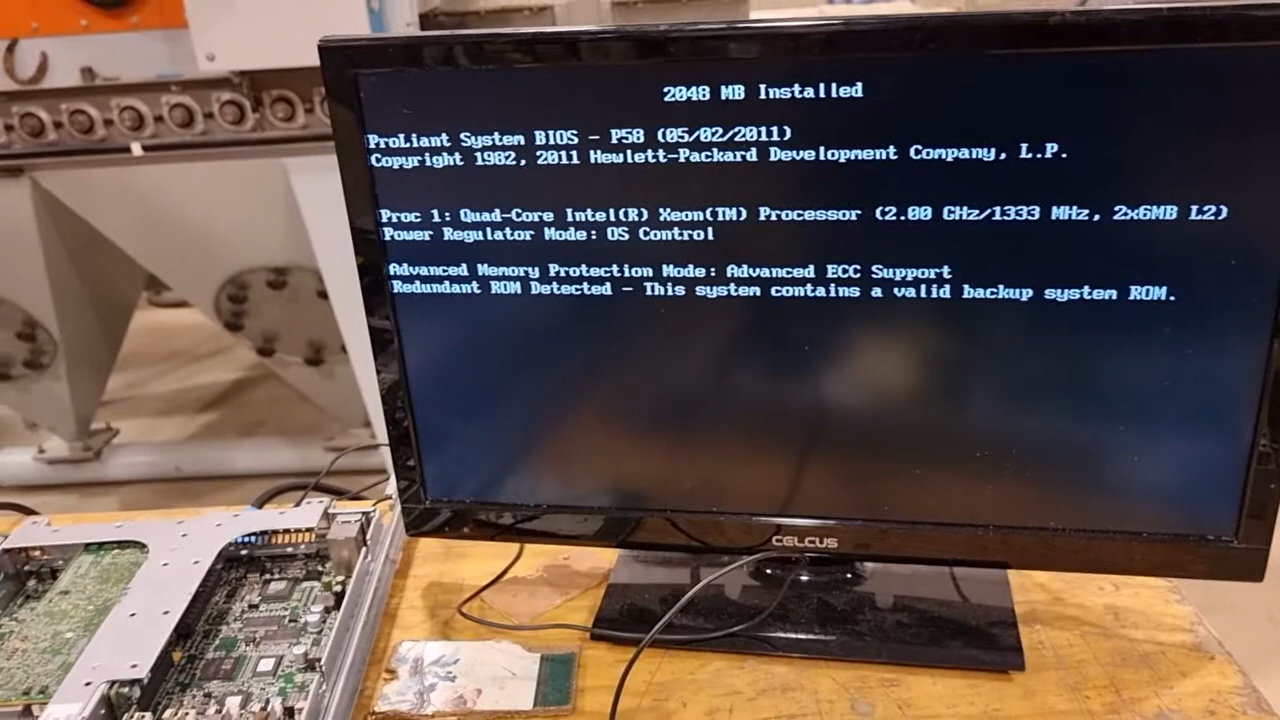 2048 MB Installed
ProLiant System BIOS - P58 (05/02/2011)
Copyright 1982, 2011 Hewlett-Packard Development Company, L.P.
Proc 1: Quad-Core Intel(R) Xeon(TM) Processor (2.00 GHz/1333 MHz, 2x6MB L2)
Power Regulator Mode: OS Control
Advanced Memory Protection Mode: Advanced ECC Support
Redundant ROM Detected - This system contains a valid backup system ROM.
CELCUS